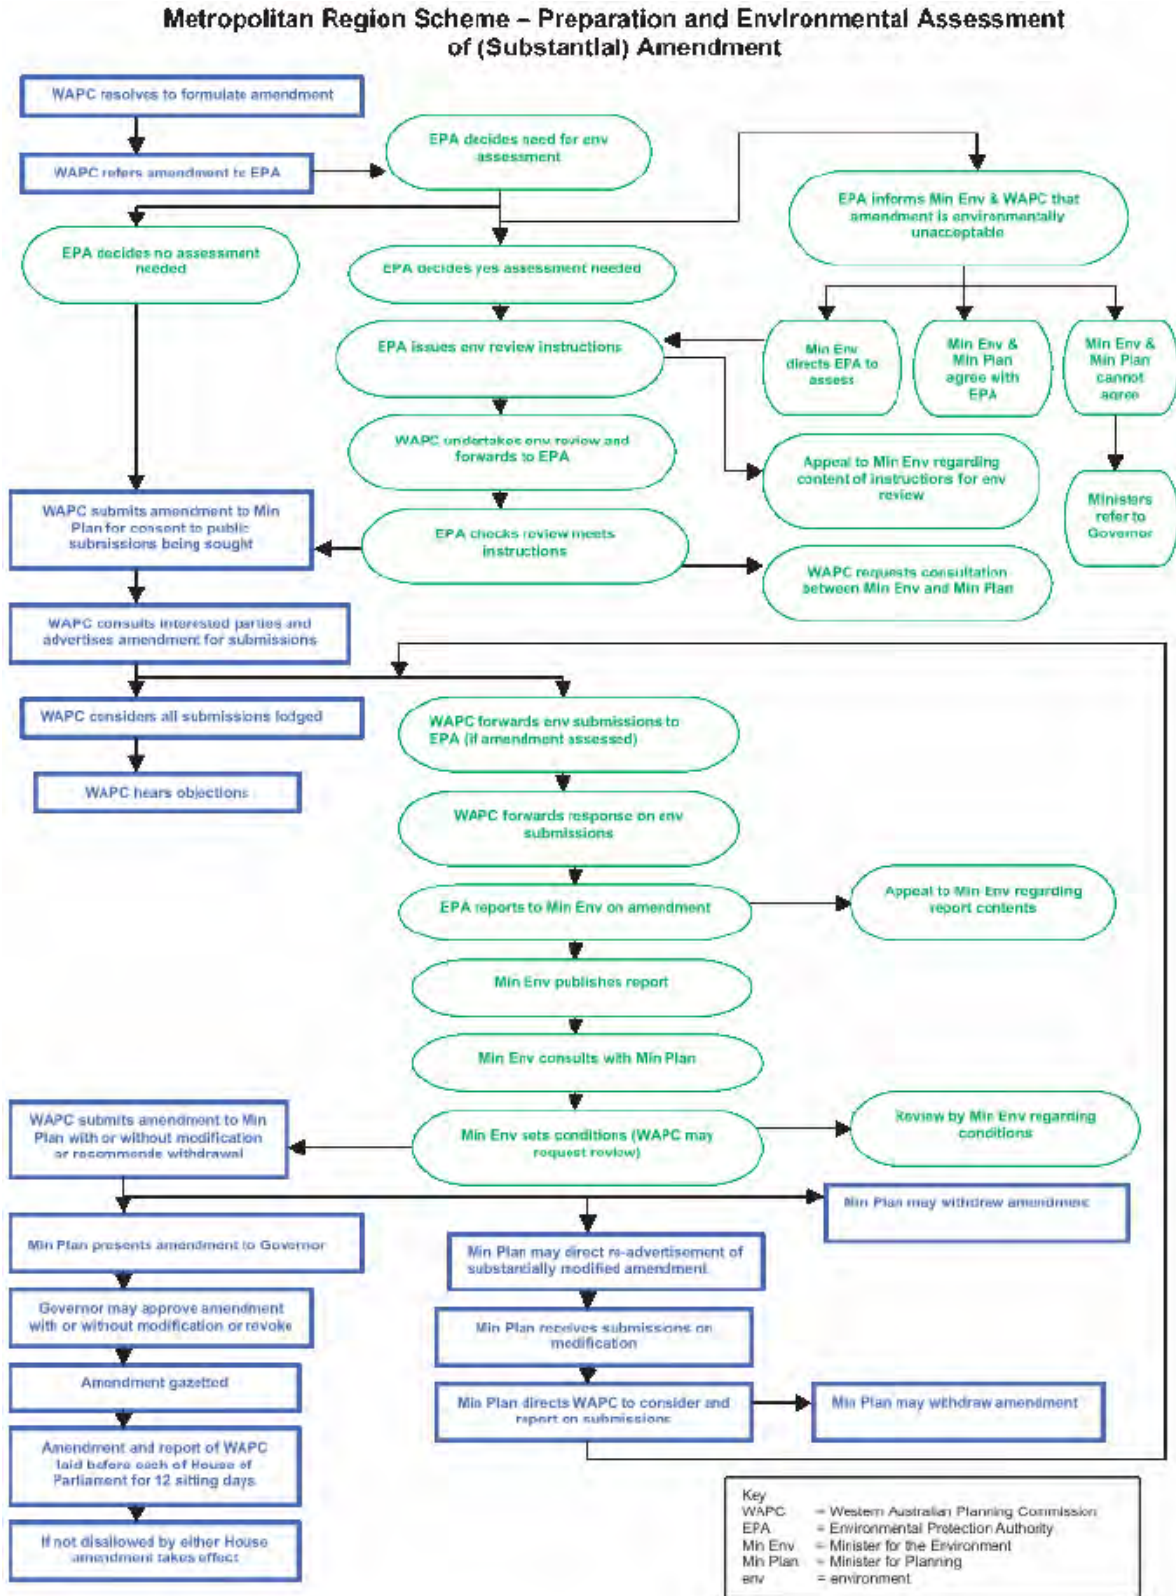 Metropolitan Region Scheme – Preparation and Environmental Assessment
of (Substantial) Amendment
WAPC resolves to formulate amendment
WAPC refers amendment to EPA
EPA decides need for env
assessment
EPA informs Min Env & WAPC that
amendment is environmentally
unacceptable
EPA decides no assessment
needed
EPA decides yes assessment needed
EPA issues env review instructions
Min Env
directs EPA to
assess
Min Env &
Min Plan
agree with
EPA
Min Env &
Min Plan
cannot
agree
WAPC undertakes env review and
forwards to EPA
Appeal to Min Env regarding
content of instructions for env
review
Ministers
refer to
Governor
WAPC submits amendment to Min
Plan for consent to public
submissions being sought
EPA checks review meets
instructions
WAPC requests consultation
between Min Env and Min Plan
WAPC consults interested parties and
advertises amendment for submissions
WAPC considers all submissions lodged
WAPC forwards env submissions to
EPA (if amendment assessed)
WAPC hears objections
WAPC forwards response on env
submissions
EPA reports to Min Env on amendment
Appeal to Min Env regarding
report contents
Min Env publishes report
Min Env consults with Min Plan
WAPC submits amendment to Min
Plan with or without modification
or recommends withdrawal
Min Env sets conditions (WAPC may
request review)
Review by Min Env regarding
conditions
Min Plan may withdraw amendment
Min Plan presents amendment to Governor
Min Plan may direct re-advertisement of
substantially modified amendment
Governor may approve amendment
with or without modification or revoke
Min Plan receives submissions on
modification
Amendment gazetted
Min Plan directs WAPC to consider and
report on submissions
Min Plan may withdraw amendment
Amendment and report of WAPC
laid before each of House of
Parliament for 12 sitting days
If not disallowed by either House
amendment takes effect
Key
WAPC = Western Australian Planning Commission
EPA = Environmental Protection Authority
Min Env = Minister for the Environment
Min Plan = Minister for Planning
env = environment